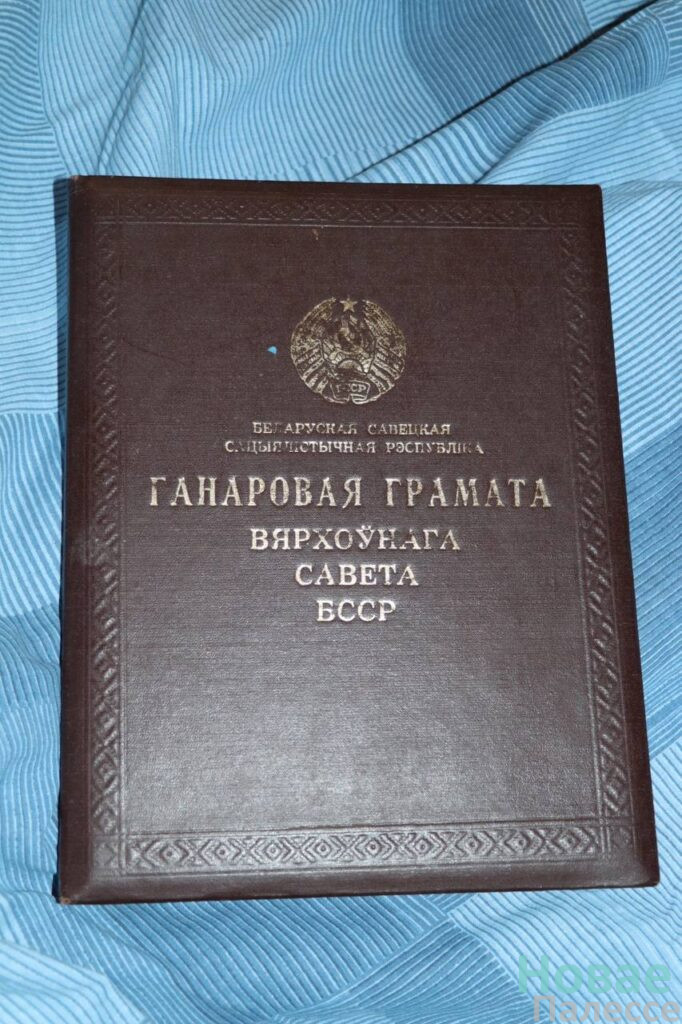 БССР
БЕЛАРУСКАЯ САВЕЦКАЯ
САЦЫЯЛІСТЫЧНАЯ РЭСПУБЛІКА
ГАНАРОВАЯ ГРАМАТА
ВЯРХОЎНАГА
САВЕТА
БССР
Новае
Палессе